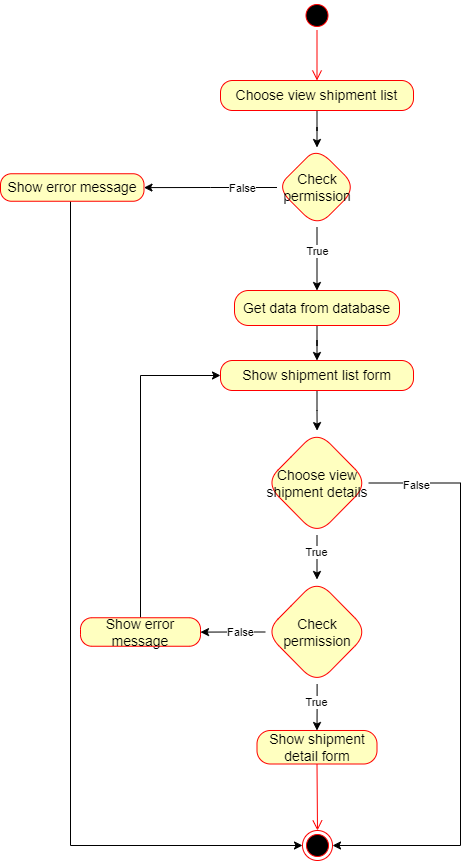 Choose view shipment list
Check
permission
False
Show error message
True
Get data from database
Show shipment list form
Choose view
shipment details
False
True
Check
permission
False
Show error
message
True
Show shipment
detail form